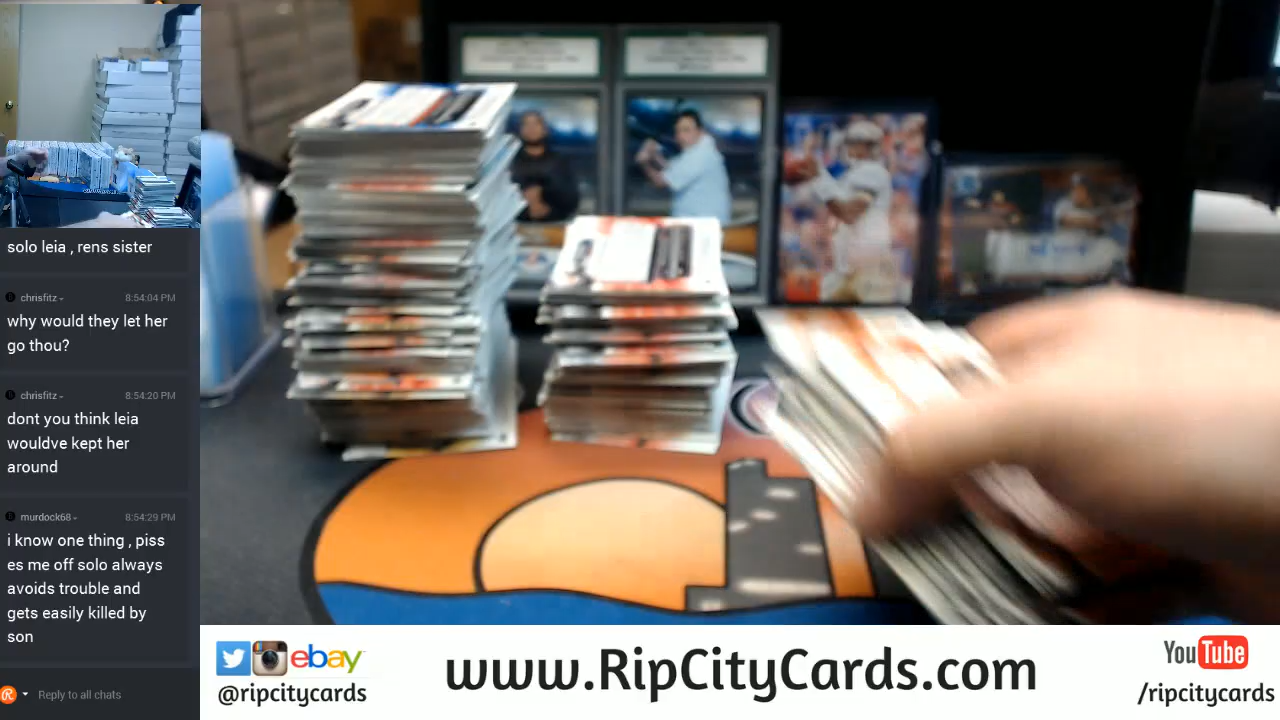 solo leia , rens sister
chrisfitz
8:54:04 PM
why would they let her
go thou?
chrisfitz
8:54:20 PM
dont you think leia
wouldve kept her
around
murdock68
8:54:29 PM
i know one thing , piss
es me off solo always
avoids trouble and
gets easily killed by
son
Reply to all chats
ebay
@ripcitycards
www.RipCityCards.com
YouTube
/ripcitycards